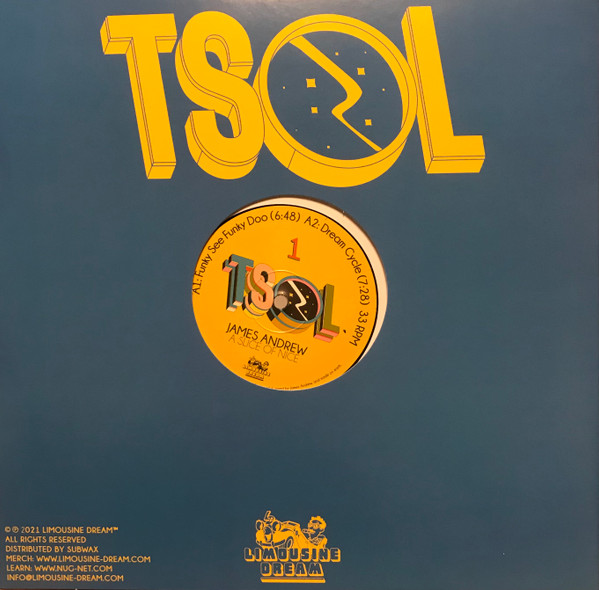 TSOL
A1: Funky See Funky Doo (6:48) A2: Dream Cycle (7:28) 33 RPM
1
TSOL
JAMES ANDREW
A SLICE OF NICE
LIMOUSINE
DREAM
© ℗ 2021 LIMOUSINE DREAM™
ALL RIGHTS RESERVED
DISTRIBUTED BY SUBWAX
MERCH: WWW.LIMOUSINE-DREAM.COM
LEARN: WWW.NUG-NET.COM
INFO@LIMOUSINE-DREAM.COM
LIMOUSINE
DREAM